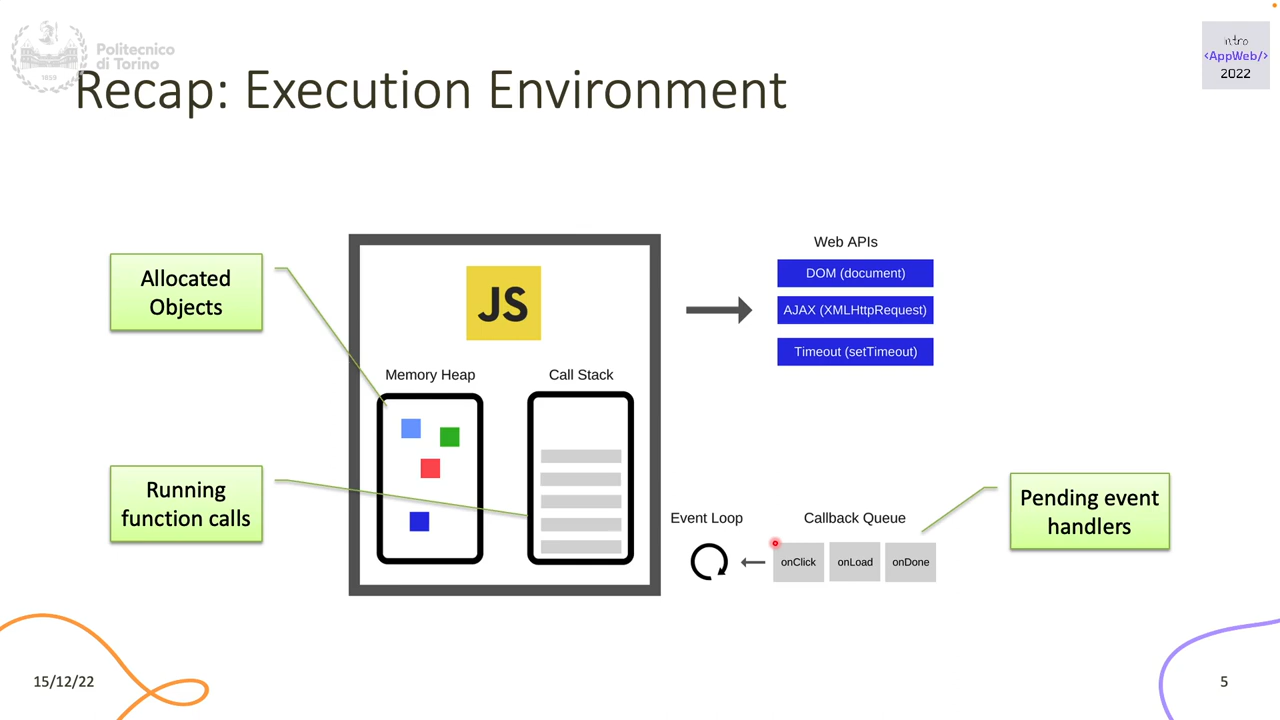 Politecnico
di Torino
1859
intro
<AppWeb/>
2022
Recap: Execution Environment
Allocated
Objects
Running
function calls
JS
Memory Heap
Call Stack
Web APIs
DOM (document)
AJAX (XMLHttpRequest)
Timeout (setTimeout)
Event Loop
Callback Queue
onClick
onLoad
onDone
Pending event
handlers
15/12/22
5